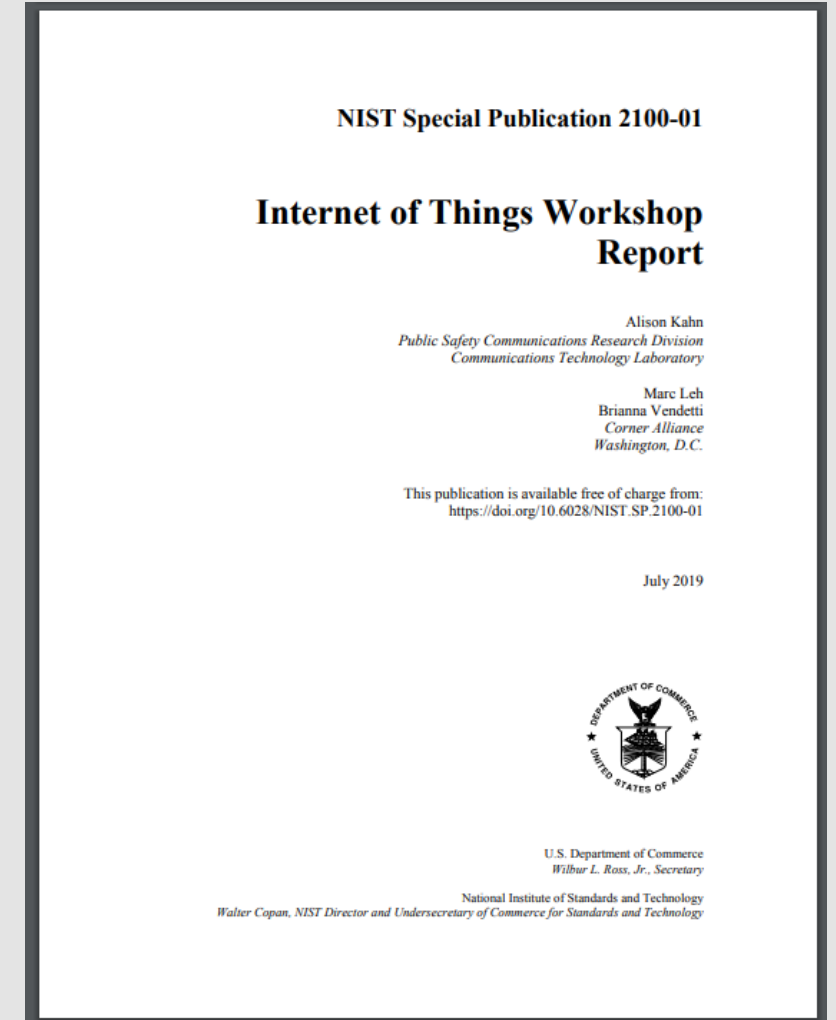 NIST Special Publication 2100-01
Internet of Things Workshop
Report
Alison Kahn
Public Safety Communications Research Division
Communications Technology Laboratory
Marc Leh
Brianna Vendetti
Corner Alliance
Washington, D.C.
This publication is available free of charge from:
https://doi.org/10.6028/NIST.SP.2100-01
July 2019
DEPARTMENT OF COMMERCE
UNITED STATES OF AMERICA
U.S. Department of Commerce
Wilbur L. Ross, Jr., Secretary
National Institute of Standards and Technology
Walter Copan, NIST Director and Undersecretary of Commerce for Standards and Technology